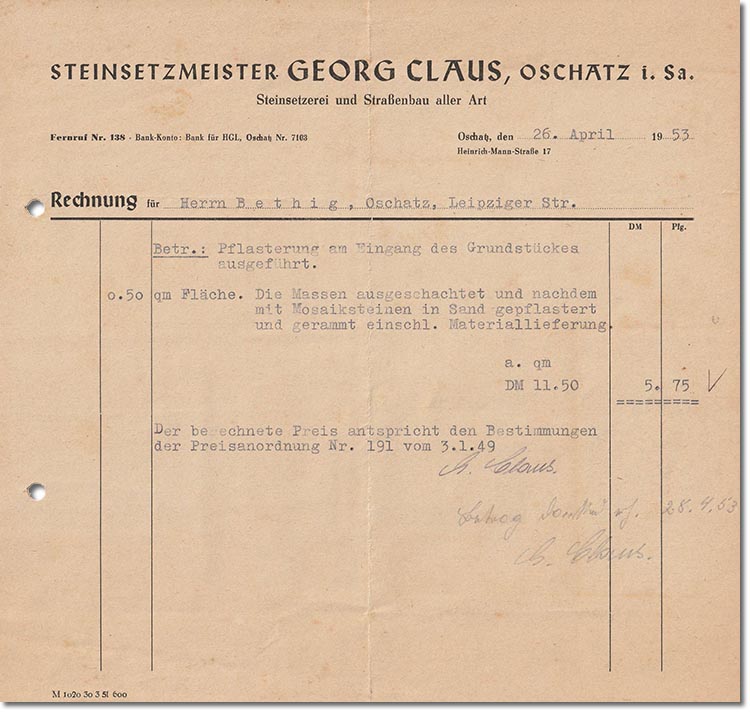 STEINSETZMEISTER GEORG CLAUS, OSCHATZ i. Sa.
Steinsetzerei und Straßenbau aller Art
Fernruf Nr. 138 · Bank-Konto: Bank für HGL, Oschatz Nr. 7103
Oschatz, den 26. April 1953
Heinrich-Mann-Straße 17
Rechnung für Herrn B e t h i g , Oschatz, Leipziger Str.
DM Pfg.
Betr.: Pflasterung am Eingang des Grundstückes
ausgeführt.
0.50 qm Fläche. Die Massen ausgeschachtet und nachdem
mit Mosaiksteinen in Sand gepflastert
und gerammt einschl. Materiallieferung.
a. qm
DM 11.50 5. 75
Der berechnete Preis antspricht den Bestimmungen
der Preisanordnung Nr. 191 vom 3.1.49
G. Claus.
Betrag 28.4.53
G. Claus.
M 1020 30 3 51 600